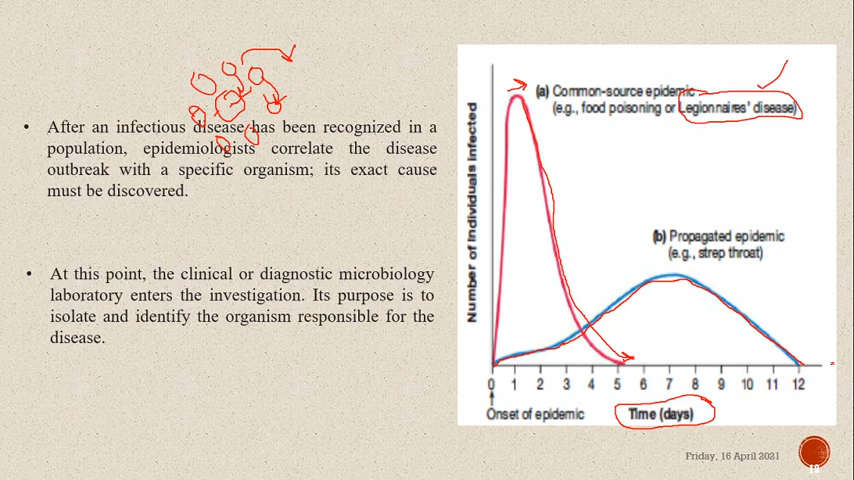 • After an infectious disease has been recognized in a
population, epidemiologists correlate the disease
outbreak with a specific organism; its exact cause
must be discovered.
• At this point, the clinical or diagnostic microbiology
laboratory enters the investigation. Its purpose is to
isolate and identify the organism responsible for the
disease.
Number of individuals infected
(a) Common-source epidemic
(e.g., food poisoning or Legionnaires' disease)
(b) Propagated epidemic
(e.g., strep throat)
0 1 2 3 4 5 6 7 8 9 10 11 12
Onset of epidemic
Time (days)
Friday, 16 April 2021